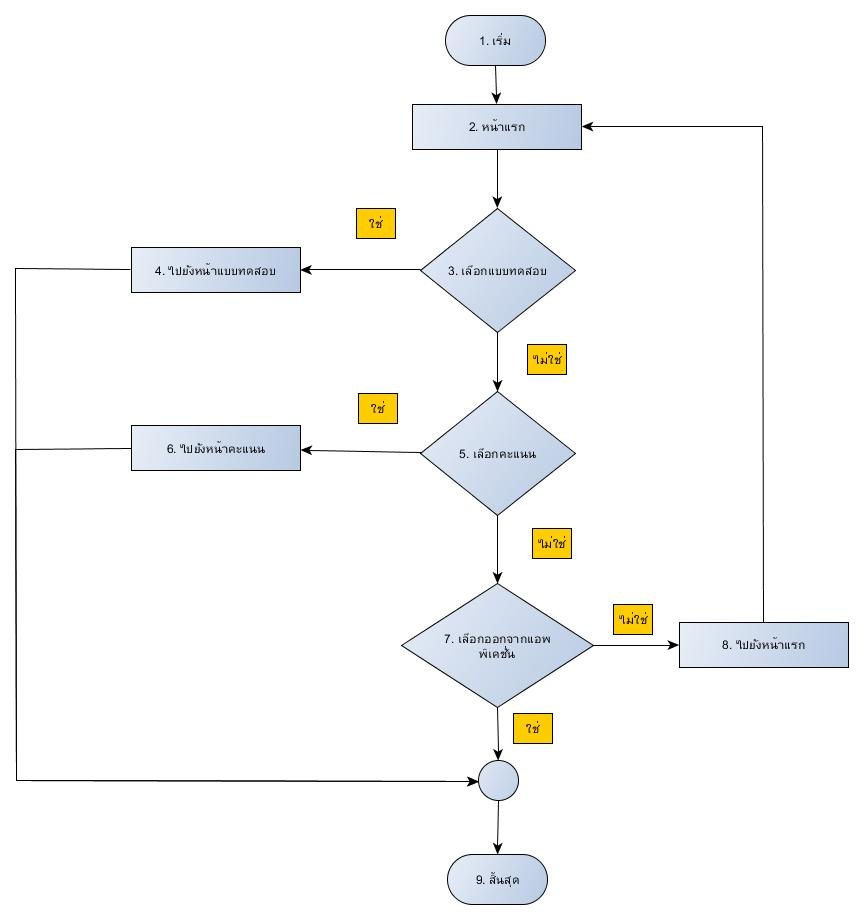 1. เริ่ม
2. หน้าแรก
ใช่
3. เลือกแบบทดสอบ
4. ไปยังหน้าแบบทดสอบ
ไม่ใช่
ใช่
5. เลือกคะแนน
6. ไปยังหน้าคะแนน
ไม่ใช่
7. เลือกออกจากแอพ
พิเคชั่น
ไม่ใช่
8. ไปยังหน้าแรก
ใช่
9. สิ้นสุด